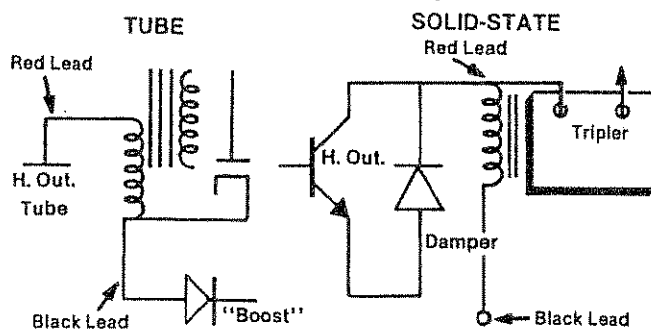 TUBE
SOLID-STATE
Red Lead
Red Lead
H. Out.
Tube
H. Out.
Tripler
Damper
Black Lead
"Boost"
Black Lead